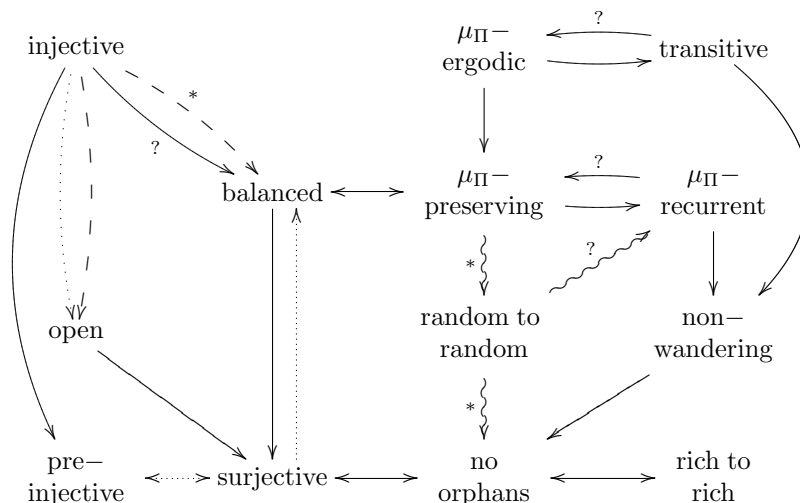 injective
μΠ−
ergodic
?
transitive
*
?
balanced
μΠ−
preserving
?
μΠ−
recurrent
*
?
open
random to
random
non−
wandering
*
pre−
injective
surjective
no
orphans
rich to
rich